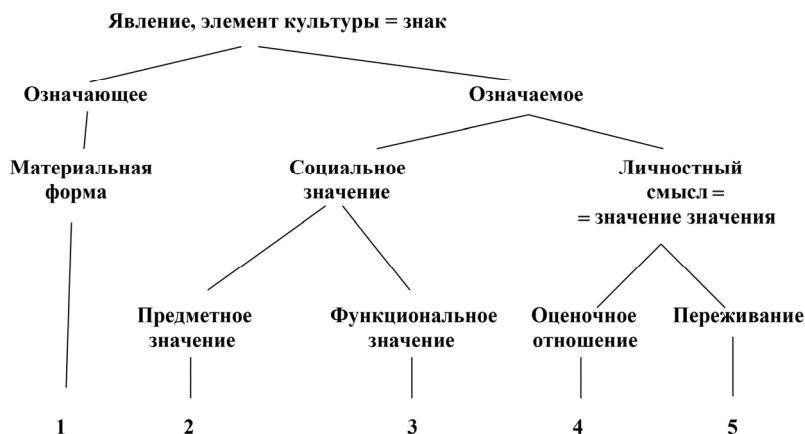 Явление, элемент культуры = знак
Означающее
Означаемое
Материальная
форма
Социальное
значение
Личностный
смысл =
= значение значения
Предметное
значение
Функциональное
значение
Оценочное
отношение
Переживание
1
2
3
4
5